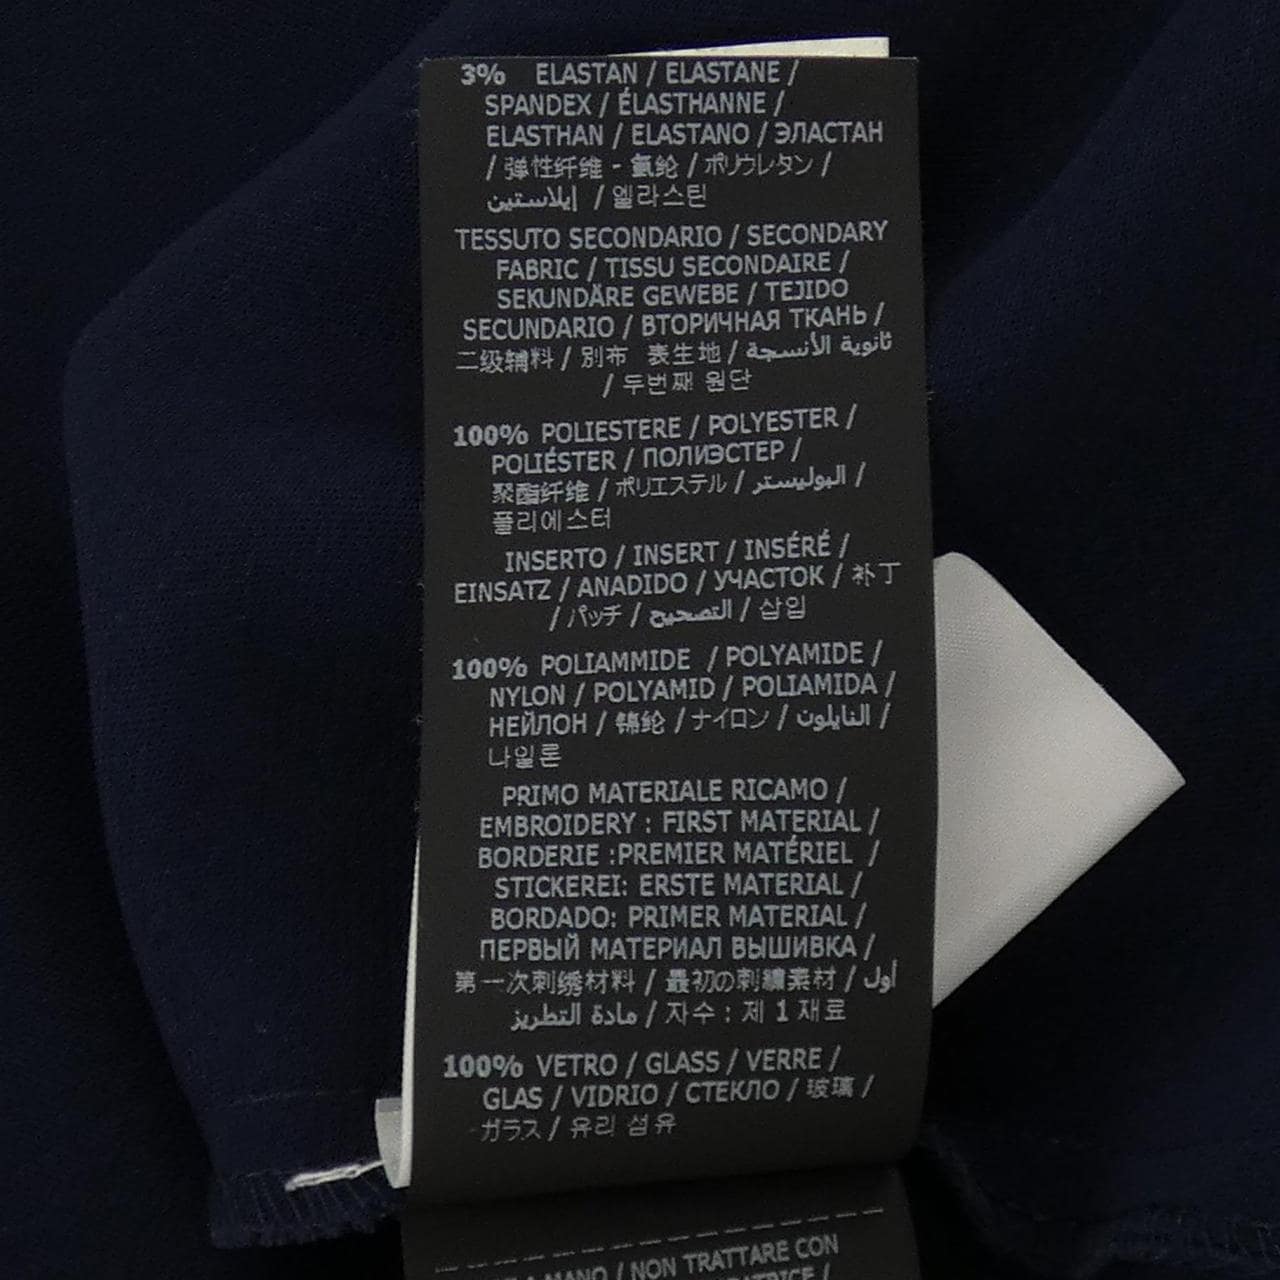 3% ELASTAN / ELASTANE /
SPANDEX / ÉLASTHANNE /
ELASTHAN / ELASTANO / ЭЛАСТАН
/ 弹性纤维 - 氨纶 / ポリウレタン /
إيلاستين / 엘라스틴
TESSUTO SECONDARIO / SECONDARY
FABRIC / TISSU SECONDAIRE /
SEKUNDÄRE GEWEBE / TEJIDO
SECUNDARIO / ВТОРИЧНАЯ ТКАНЬ /
二级辅料 / 別布 表生地 / ثانوية الأنسجة
/ 두번째 원단
100% POLIESTERE / POLYESTER /
POLIÉSTER / ПОЛИЭСТЕР /
聚酯纤维 / ポリエステル / البوليستر /
폴리에스터
INSERTO / INSERT / INSÉRÉ /
EINSATZ / ANADIDO / УЧАСТОК / 补丁
/ パッチ / التصحيح / 삽입
100% POLIAMMIDE / POLYAMIDE /
NYLON / POLYAMID / POLIAMIDA /
НЕЙЛОН / 锦纶 / ナイロン / النايلون /
나일론
PRIMO MATERIALE RICAMO /
EMBROIDERY : FIRST MATERIAL /
BORDERIE :PREMIER MATÉRIEL /
STICKEREI: ERSTE MATERIAL /
BORDADO: PRIMER MATERIAL /
ПЕРВЫЙ МАТЕРИАЛ ВЫШИВКА /
第一次刺绣材料 / 最初の刺繍素材 / أول
مادة التطريز / 자수 : 제 1 재료
100% VETRO / GLASS / VERRE /
GLAS / VIDRIO / СТЕКЛО / 玻璃 /
ガラス / 유리 섬유
MANO / NON TRATTARE CON